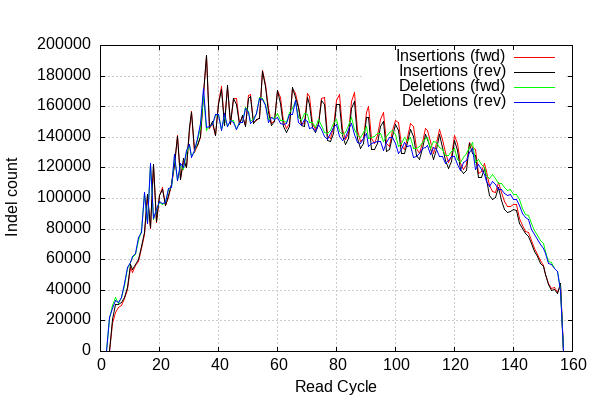 200000
180000
160000
140000
120000
100000
80000
60000
40000
20000
0
Indel count
Insertions (fwd)
Insertions (rev)
Deletions (fwd)
Deletions (rev)
0 20 40 60 80 100 120 140 160
Read Cycle